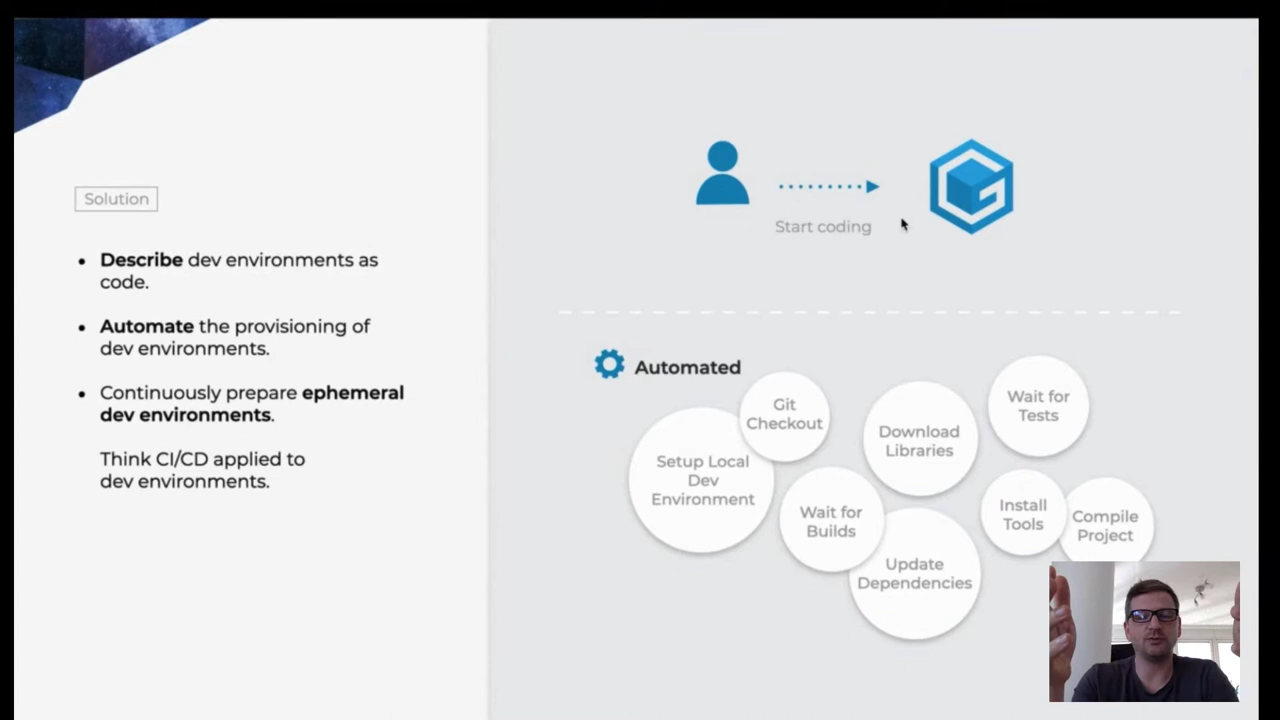 Solution
• Describe dev environments as
code.
• Automate the provisioning of
dev environments.
• Continuously prepare ephemeral
dev environments.
Think CI/CD applied to
dev environments.
Start coding
Automated
Git
Checkout
Setup Local
Dev
Environment
Wait for
Builds
Download
Libraries
Update
Dependencies
Wait for
Tests
Install
Tools
Compile
Project